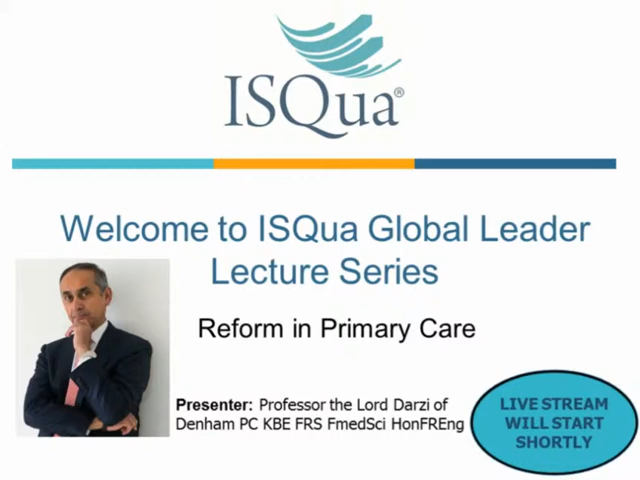 ISQua®
Welcome to ISQua Global Leader
Lecture Series
Reform in Primary Care
Presenter: Professor the Lord Darzi of
Denham PC KBE FRS FmedSci HonFREng
LIVE STREAM
WILL START
SHORTLY